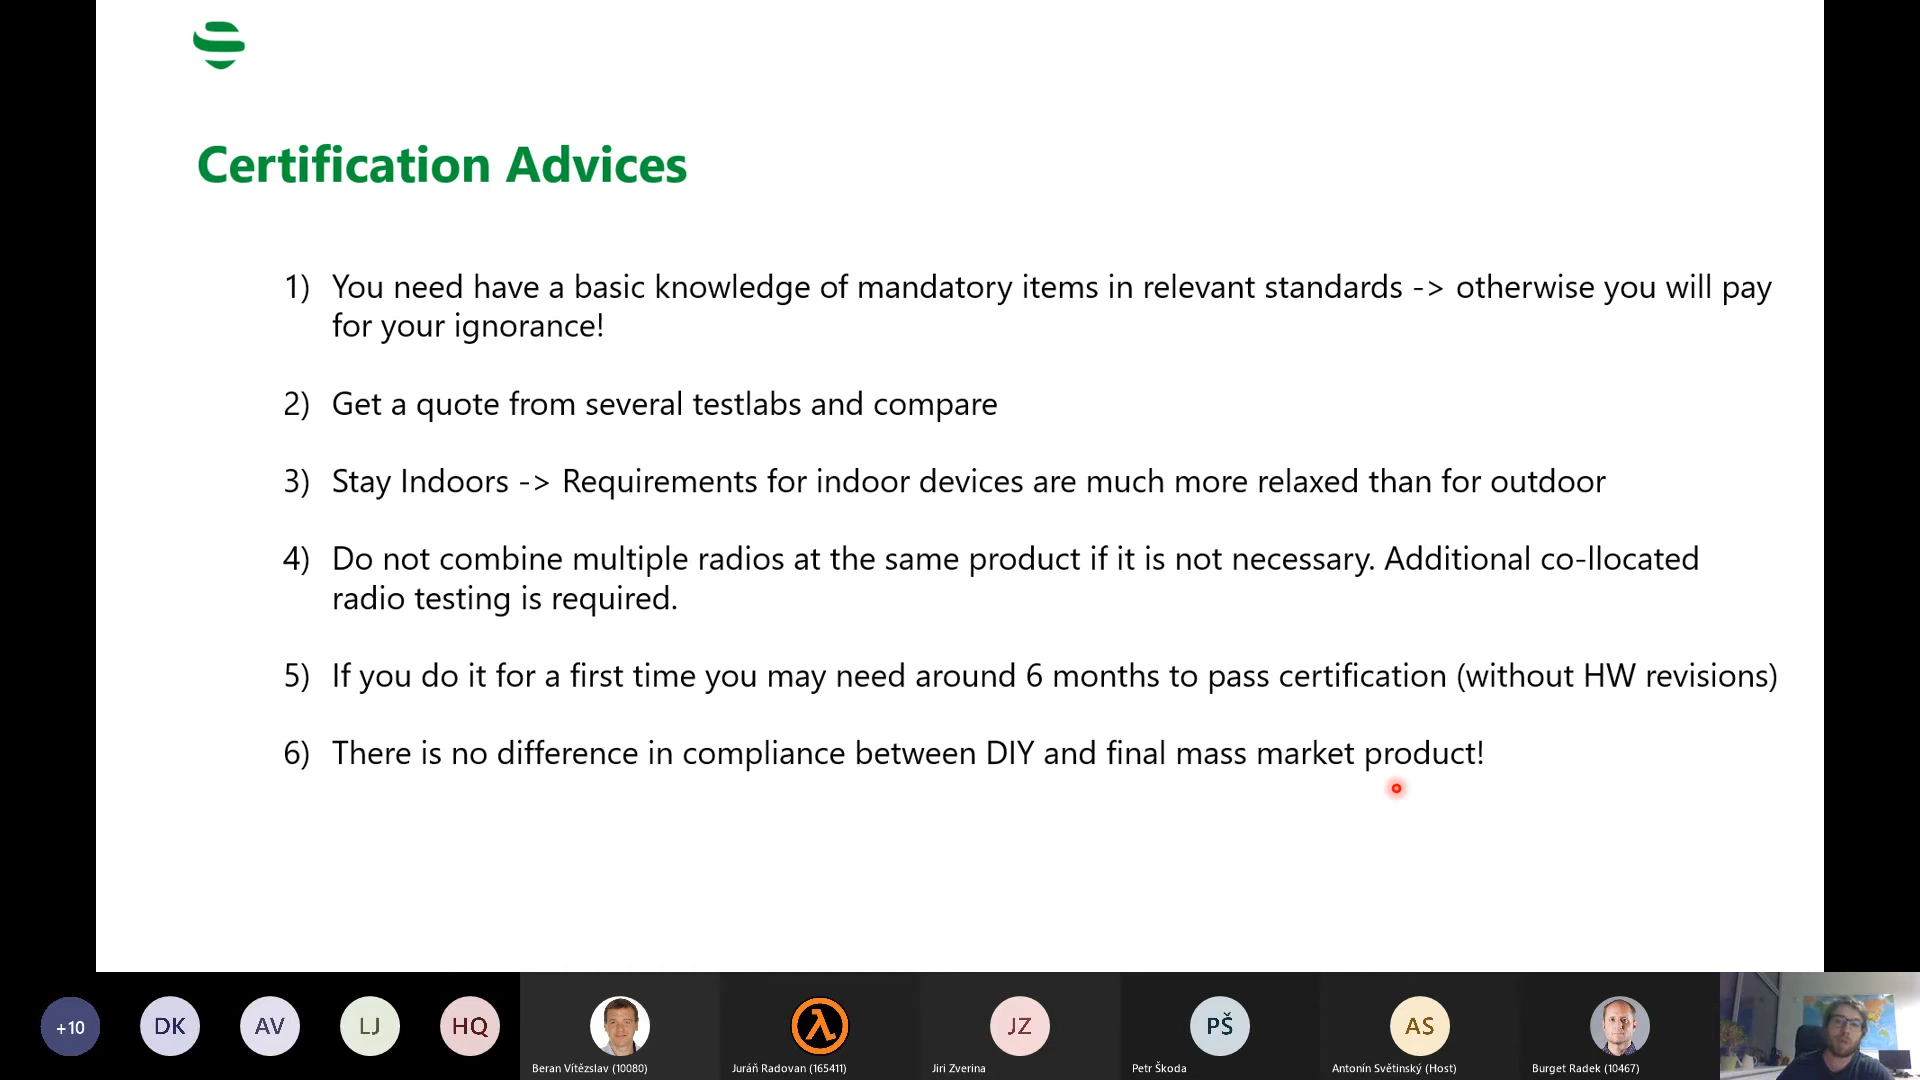 Certification Advices
1) You need have a basic knowledge of mandatory items in relevant standards -> otherwise you will pay
for your ignorance!
2) Get a quote from several testlabs and compare
3) Stay Indoors -> Requirements for indoor devices are much more relaxed than for outdoor
4) Do not combine multiple radios at the same product if it is not necessary. Additional co-llocated
radio testing is required.
5) If you do it for a first time you may need around 6 months to pass certification (without HW revisions)
6) There is no difference in compliance between DIY and final mass market product!
+10 DK AV LJ HQ JZ PŠ AS
Beran Vítězslav (10080) Juráň Radovan (165411) Jiri Zverina Petr Škoda Antonín Světinský (Host) Burget Radek (10467)